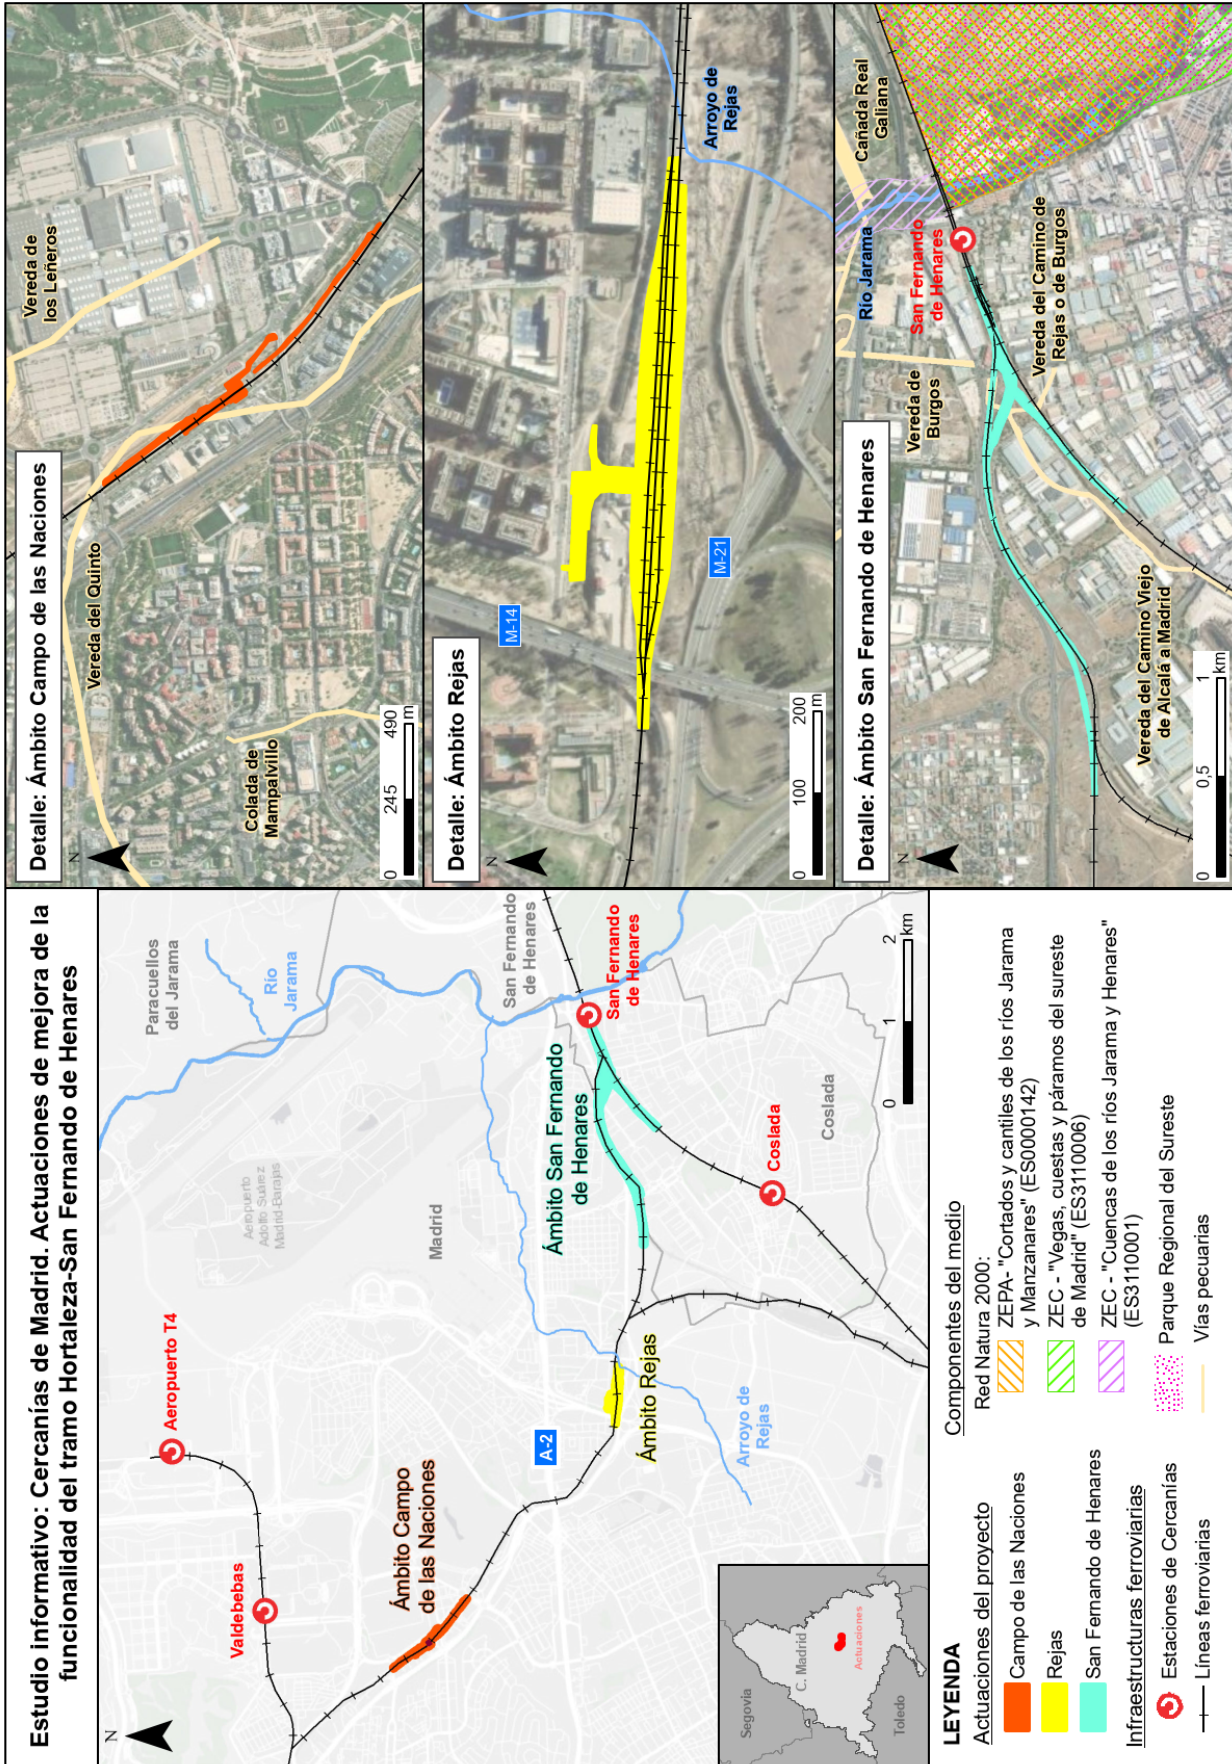 Estudio informativo: Cercanías de Madrid. Actuaciones de mejora de la
funcionalidad del tramo Hortaleza-San Fernando de Henares
N
Paracuellos
del Jarama
Río
Jarama
Aeropuerto T4
Valdebebas
Aeropuerto
Adolfo Suárez
Madrid-Barajas
Madrid
San Fernando
de Henares
Ámbito Campo
de las Naciones
A-2
Ámbito San Fernando
de Henares
San Fernando
de Henares
Ámbito Rejas
Arroyo de
Rejas
Coslada
Coslada
0 1 2
km
Segovia
C. Madrid
Actuaciones
Toledo
LEYENDA
Actuaciones del proyecto
Campo de las Naciones
Rejas
San Fernando de Henares
Infraestructuras ferroviarias
Estaciones de Cercanías
Líneas ferroviarias
Componentes del medio
Red Natura 2000:
ZEPA- "Cortados y cantiles de los ríos Jarama
y Manzanares" (ES0000142)
ZEC - "Vegas, cuestas y páramos del sureste
de Madrid" (ES3110006)
ZEC - "Cuencas de los ríos Jarama y Henares"
(ES3110001)
Parque Regional del Sureste
Vías pecuarias
Detalle: Ámbito Campo de las Naciones
N
Vereda de
los Leñeros
Vereda del Quinto
Colada de
Mampalvillo
0 245 490
m
Detalle: Ámbito Rejas
N
M-14
M-21
Arroyo de
Rejas
0 100 200
m
Detalle: Ámbito San Fernando de Henares
N
Cañada Real
Galiana
Río Jarama
San Fernando
de Henares
Vereda de
Burgos
Vereda del Camino de
Rejas o de Burgos
Vereda del Camino Viejo
de Alcalá a Madrid
0 0,5 1
km